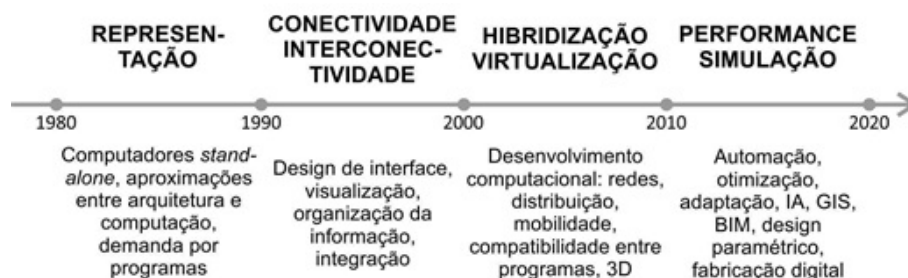 REPRESEN-
TAÇÃO
CONECTIVIDADE
INTERCONEC-
TIVIDADE
HIBRIDIZAÇÃO
VIRTUALIZAÇÃO
PERFORMANCE
SIMULAÇÃO
1980
1990
2000
2010
2020
Computadores stand-
alone, aproximações
entre arquitetura e
computação,
demanda por
programas
Design de interface,
visualização,
organização da
informação,
integração
Desenvolvimento
computacional: redes,
distribuição,
mobilidade,
compatibilidade entre
programas, 3D
Automação,
otimização,
adaptação, IA, GIS,
BIM, design
paramétrico,
fabricação digital